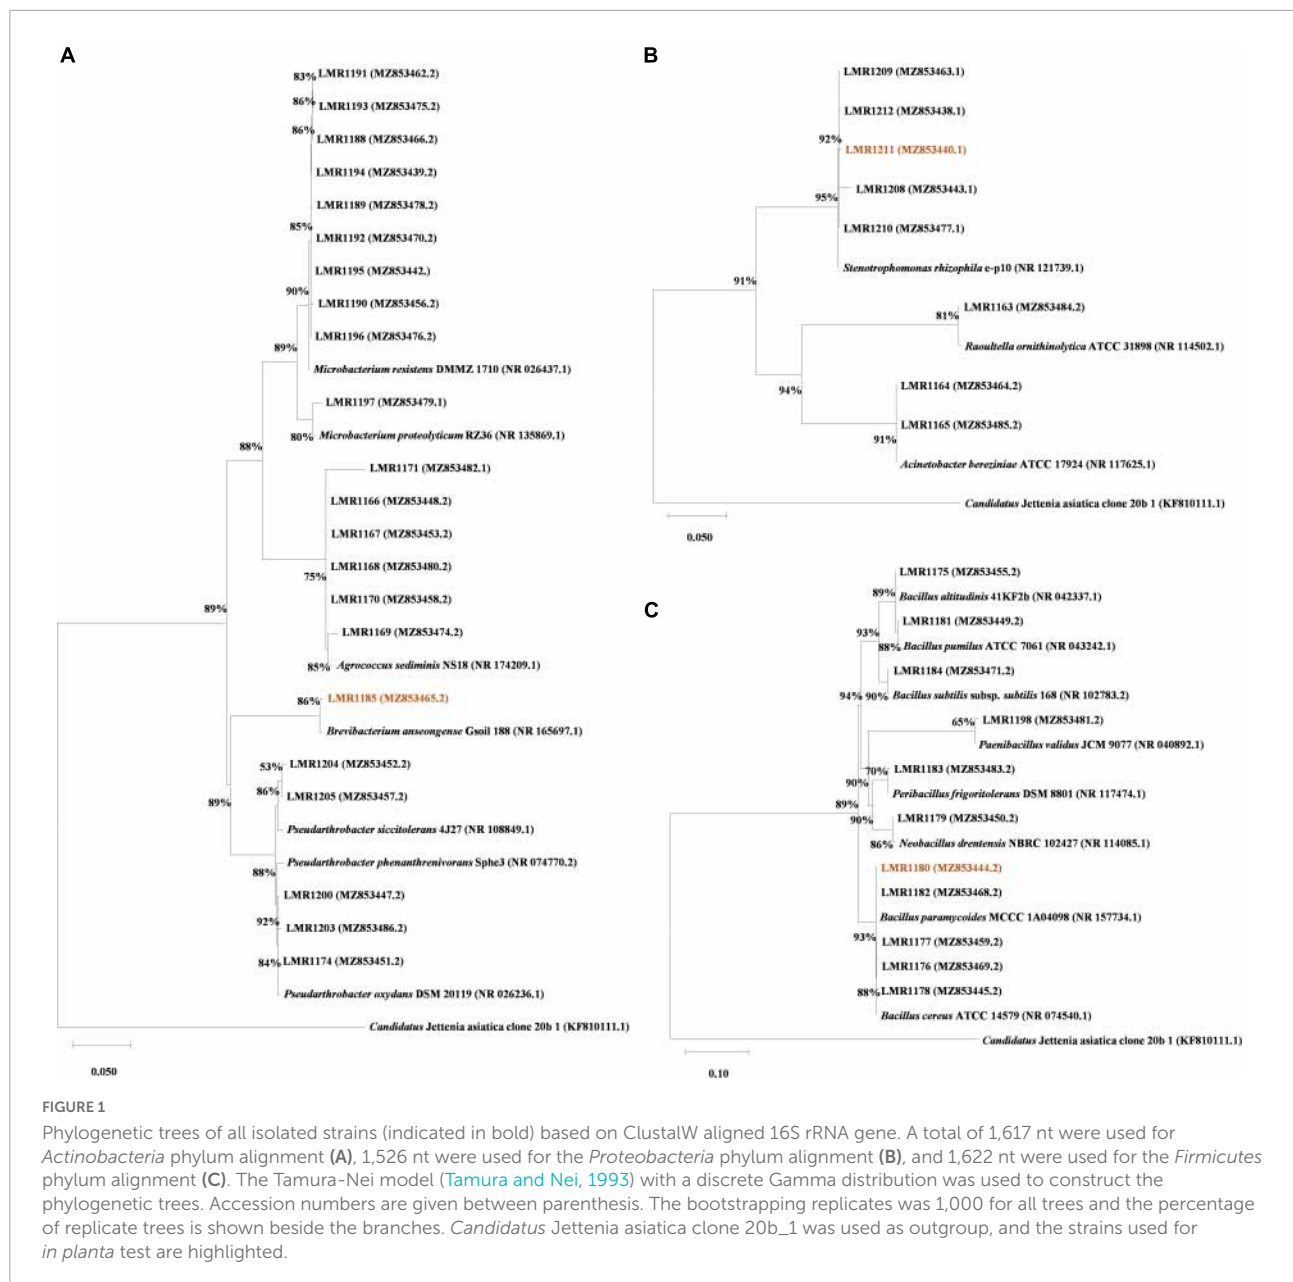 A
83% LMR1191 (MZ853462.2)
86% LMR1193 (MZ853475.2)
86% LMR1188 (MZ853466.2)
LMR1194 (MZ853439.2)
LMR1189 (MZ853478.2)
85% LMR1192 (MZ853470.2)
LMR1195 (MZ853442.)
90% LMR1190 (MZ853456.2)
LMR1196 (MZ853476.2)
89%
Microbacterium resistens DMMZ 1710 (NR 026437.1)
LMR1197 (MZ853479.1)
80% Microbacterium proteolyticum RZ36 (NR 135869.1)
88%
LMR1171 (MZ853482.1)
LMR1166 (MZ853448.2)
LMR1167 (MZ853453.2)
LMR1168 (MZ853480.2)
75%
LMR1170 (MZ853458.2)
89%
LMR1169 (MZ853474.2)
85% Agrococcus sediminis NS18 (NR 174209.1)
86% LMR1185 (MZ853465.2)
Brevibacterium anseongense Gsoil 188 (NR 165697.1)
53% LMR1204 (MZ853452.2)
86% LMR1205 (MZ853457.2)
89%
Pseudarthrobacter siccitolerans 4J27 (NR 108849.1)
Pseudarthrobacter phenanthrenivorans Sphe3 (NR 074770.2)
88%
LMR1200 (MZ853447.2)
92%
LMR1203 (MZ853486.2)
84% LMR1174 (MZ853451.2)
Pseudarthrobacter oxydans DSM 20119 (NR 026236.1)
Candidatus Jettenia asiatica clone 20b 1 (KF810111.1)
0.050
B
LMR1209 (MZ853463.1)
LMR1212 (MZ853438.1)
92%
LMR1211 (MZ853440.1)
LMR1208 (MZ853443.1)
95%
LMR1210 (MZ853477.1)
Stenotrophomonas rhizophila e-p10 (NR 121739.1)
91%
LMR1163 (MZ853484.2)
81%
Raoultella ornithinolytica ATCC 31898 (NR 114502.1)
LMR1164 (MZ853464.2)
94%
LMR1165 (MZ853485.2)
91%
Acinetobacter bereziniae ATCC 17924 (NR 117625.1)
Candidatus Jettenia asiatica clone 20b 1 (KF810111.1)
0.050
C
LMR1175 (MZ853455.2)
89% Bacillus altitudinis 41KF2b (NR 042337.1)
LMR1181 (MZ853449.2)
93%
88% Bacillus pumilus ATCC 7061 (NR 043242.1)
LMR1184 (MZ853471.2)
94% 90% Bacillus subtilis subsp. subtilis 168 (NR 102783.2)
65% LMR1198 (MZ853481.2)
Paenibacillus validus JCM 9077 (NR 040892.1)
70% LMR1183 (MZ853483.2)
90%
Peribacillus frigoritolerans DSM 8801 (NR 117474.1)
89%
90% LMR1179 (MZ853450.2)
86% Neobacillus drentensis NBRC 102427 (NR 114085.1)
LMR1180 (MZ853444.2)
LMR1182 (MZ853468.2)
Bacillus paramycoides MCCC 1A04098 (NR 157734.1)
93% LMR1177 (MZ853459.2)
LMR1176 (MZ853469.2)
88% LMR1178 (MZ853445.2)
Bacillus cereus ATCC 14579 (NR 074540.1)
Candidatus Jettenia asiatica clone 20b 1 (KF810111.1)
0.10
FIGURE 1
Phylogenetic trees of all isolated strains (indicated in bold) based on ClustalW aligned 16S rRNA gene. A total of 1,617 nt were used for
Actinobacteria phylum alignment (A), 1,526 nt were used for the Proteobacteria phylum alignment (B), and 1,622 nt were used for the Firmicutes
phylum alignment (C). The Tamura-Nei model (Tamura and Nei, 1993) with a discrete Gamma distribution was used to construct the
phylogenetic trees. Accession numbers are given between parenthesis. The bootstrapping replicates was 1,000 for all trees and the percentage
of replicate trees is shown beside the branches. Candidatus Jettenia asiatica clone 20b_1 was used as outgroup, and the strains used for
in planta test are highlighted.